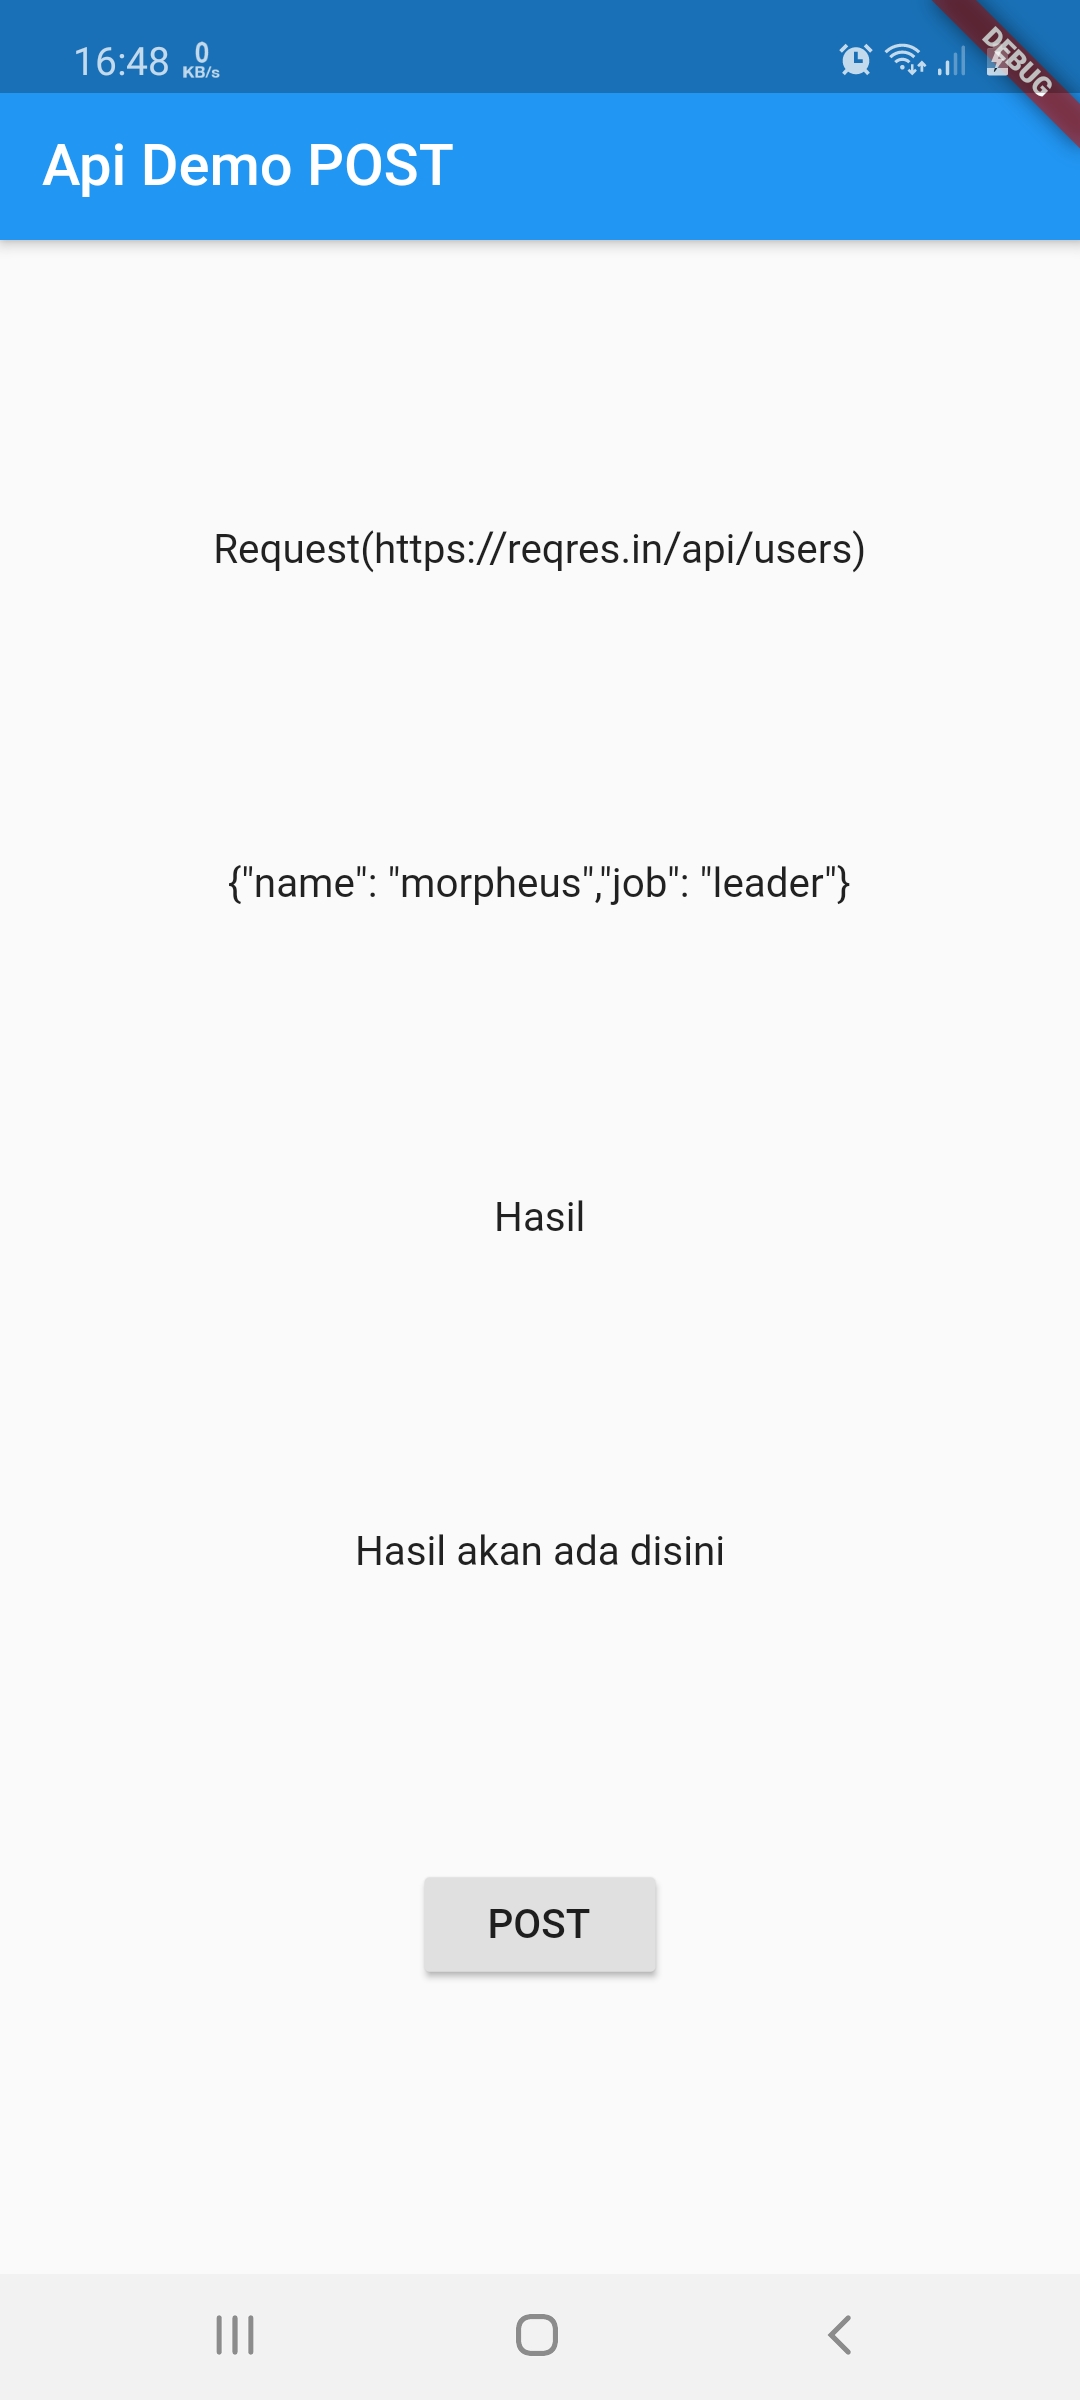 16:48 0 KB/s
DEBUG
Api Demo POST
Request(https://reqres.in/api/users)
{"name": "morpheus","job": "leader"}
Hasil
Hasil akan ada disini
POST